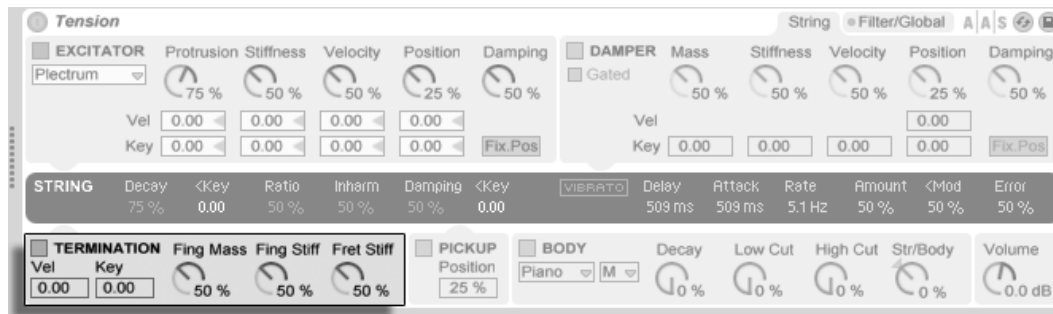 Tension String Filter/Global A A S
EXCITATOR Protrusion Stiffness Velocity Position Damping
Plectrum 75 % 50 % 50 % 25 % 50 %
Vel 0.00 0.00 0.00 0.00
Key 0.00 0.00 0.00 0.00 Fix.Pos
DAMPER Mass Stiffness Velocity Position Damping
Gated 50 % 50 % 50 % 25 % 50 %
Vel 0.00
Key 0.00 0.00 0.00 0.00 Fix.Pos
STRING Decay <Key Ratio Inharm Damping <Key VIBRATO Delay Attack Rate Amount <Mod Error
75 % 0.00 50 % 50 % 50 % 0.00 509 ms 509 ms 5.1 Hz 50 % 50 % 50 %
TERMINATION Fing Mass Fing Stiff Fret Stiff
Vel Key
0.00 0.00 50 % 50 % 50 %
PICKUP
Position
25 %
BODY Decay Low Cut High Cut Str/Body
Piano M 0 % 0 % 0 % 0 %
Volume
0.0 dB